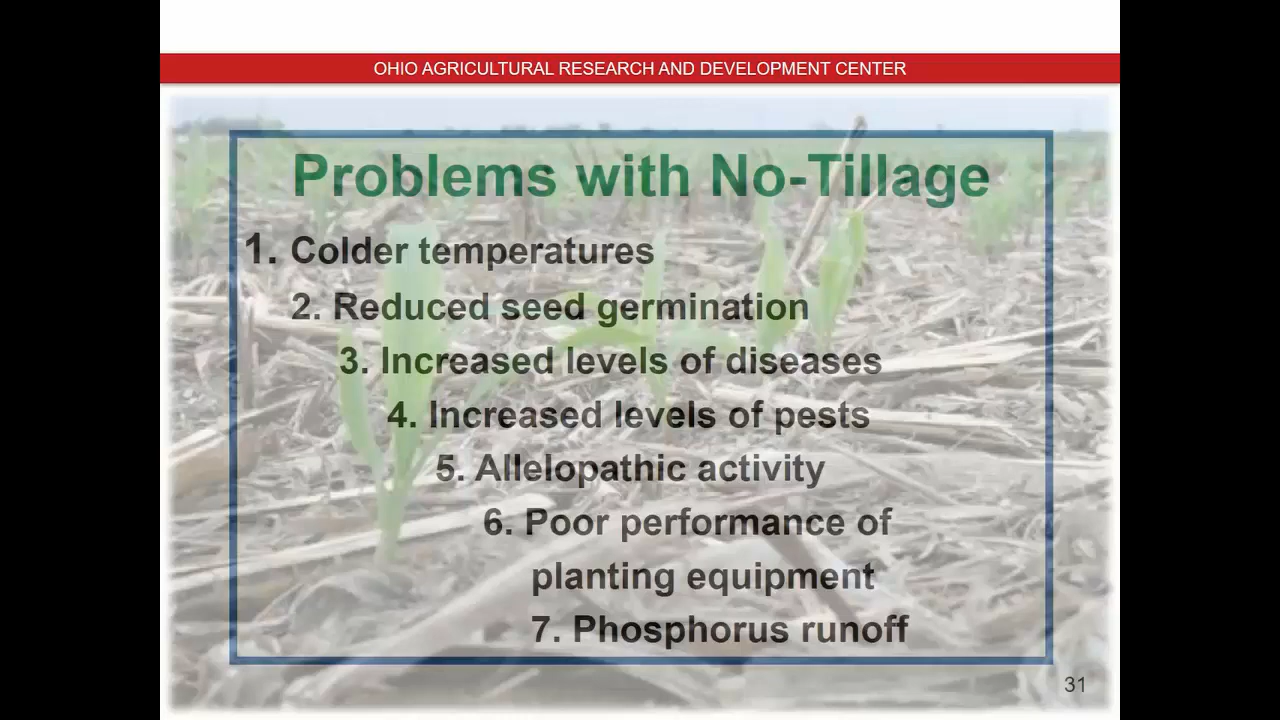 OHIO AGRICULTURAL RESEARCH AND DEVELOPMENT CENTER
Problems with No-Tillage
1. Colder temperatures
2. Reduced seed germination
3. Increased levels of diseases
4. Increased levels of pests
5. Allelopathic activity
6. Poor performance of
planting equipment
7. Phosphorus runoff
31